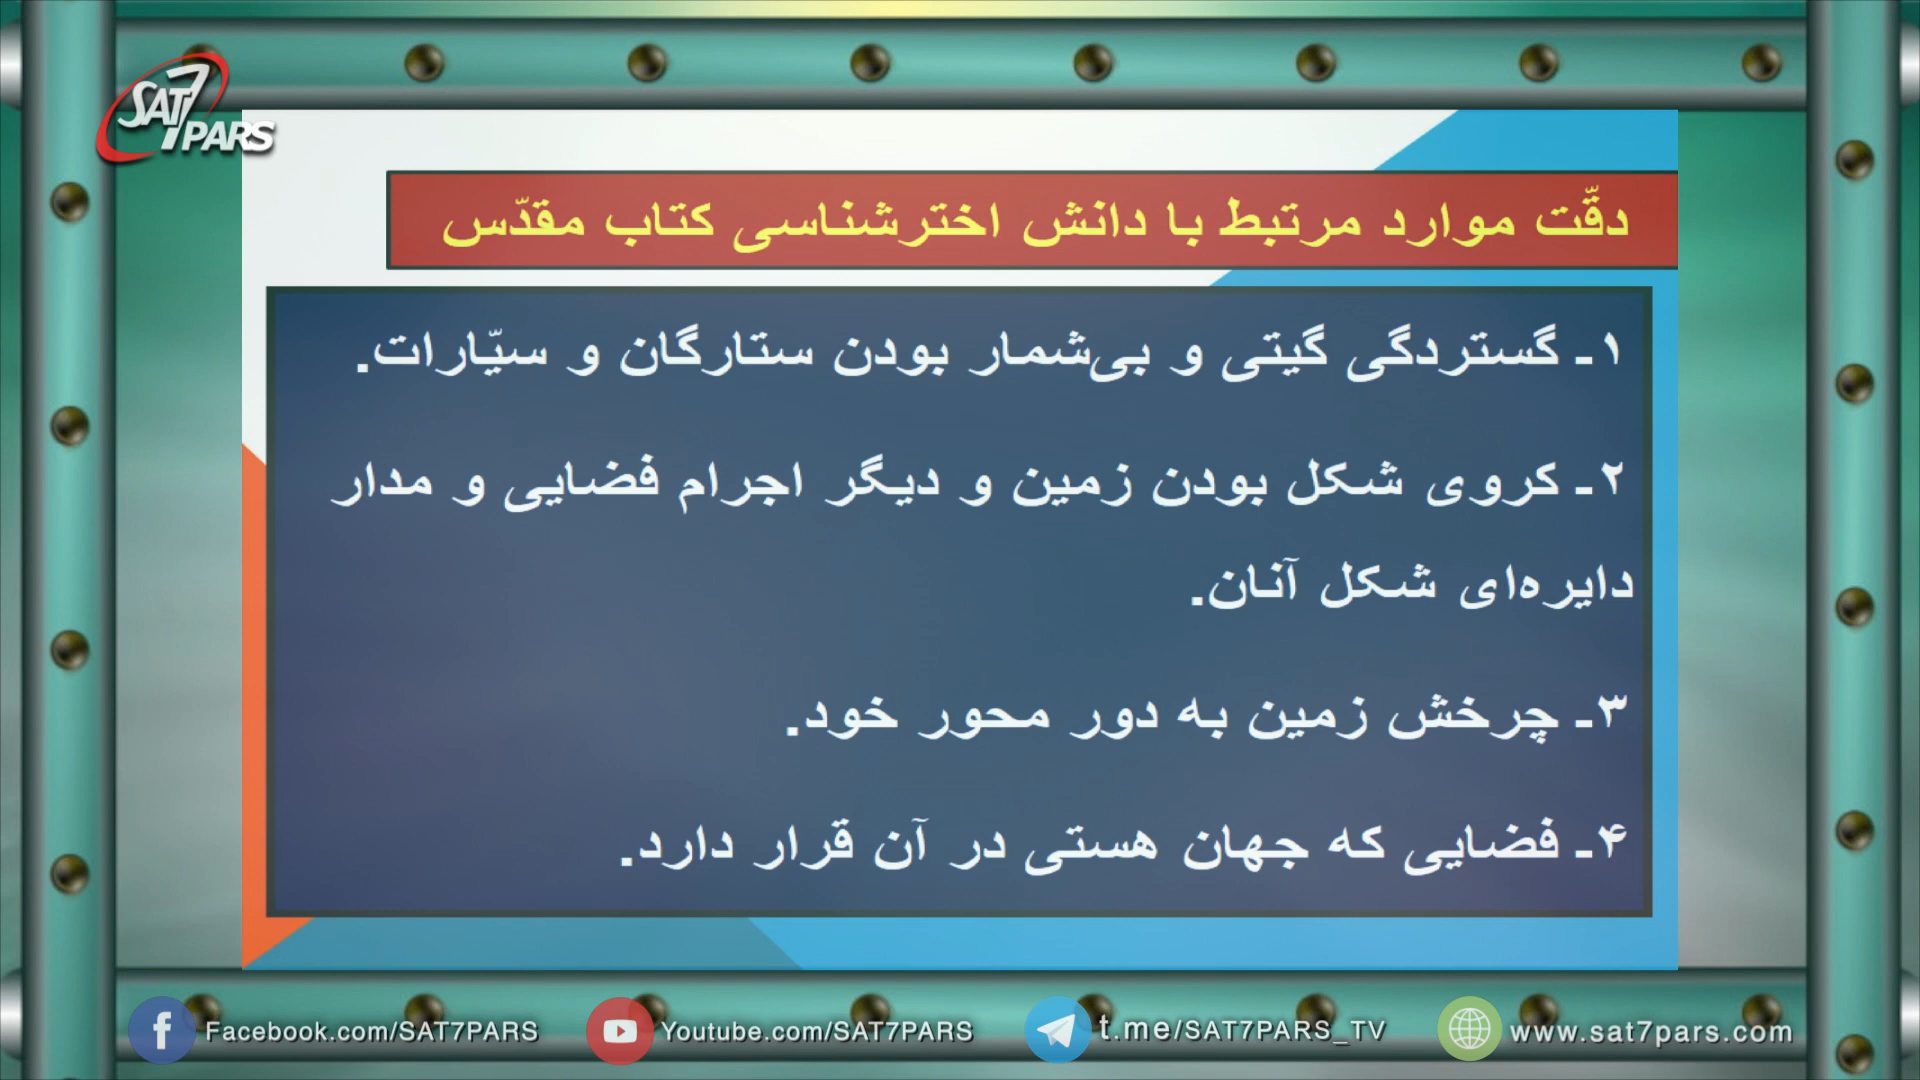 SAT7 PARS
دقّت موارد مرتبط با دانش اخترشناسی کتاب مقدّس
۱ـ گستردگی گیتی و بی‌شمار بودن ستارگان و سیّارات.
۲ـ کروی شکل بودن زمین و دیگر اجرام فضایی و مدار
دایره‌ای شکل آنان.
۳ـ چرخش زمین به دور محور خود.
۴ـ فضایی که جهان هستی در آن قرار دارد.
Facebook.com/SAT7PARS Youtube.com/SAT7PARS t.me/SAT7PARS_TV www.sat7pars.com